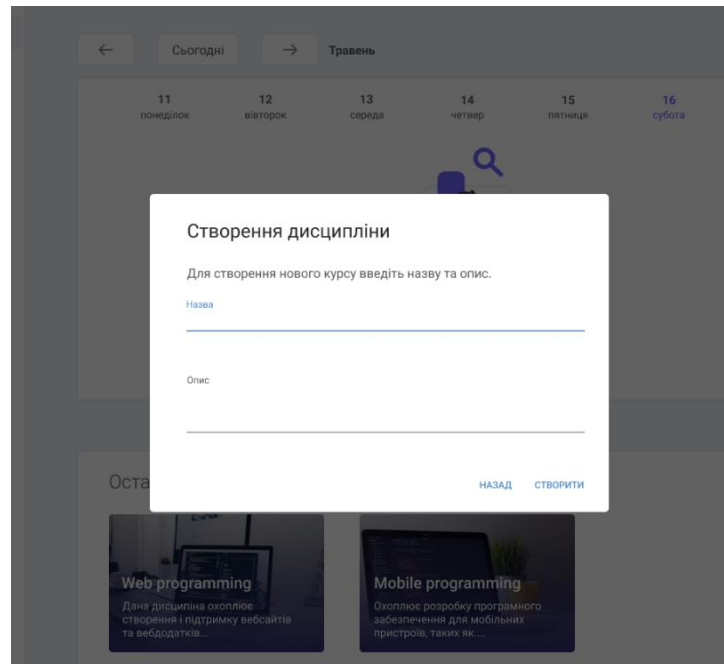 Сьогодні
Травень
11 12 13 14 15 16
понеділок вівторок середа четвер пятниця субота
Створення дисципліни
Для створення нового курсу введіть назву та опис.
Назва
Опис
НАЗАД СТВОРИТИ
Оста
Web programming
Дана дисципліна охоплює
створення і підтримку вебсайтів
та вебдодатків...
Mobile programming
Охоплює розробку програмного
забезпечення для мобільних
пристроїв, таких як....